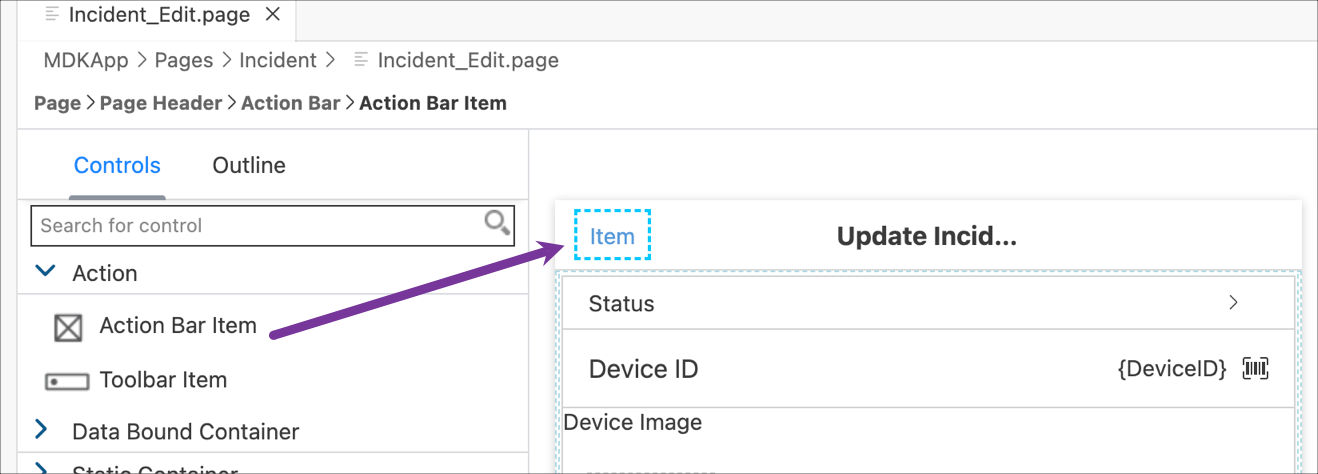 Incident_Edit.page
MDKApp > Pages > Incident > Incident_Edit.page
Page > Page Header > Action Bar > Action Bar Item
Controls Outline
Search for control
Item Update Incid...
Action
Status
Action Bar Item
Device ID {DeviceID}
Toolbar Item
Device Image
Data Bound Container
Static Container